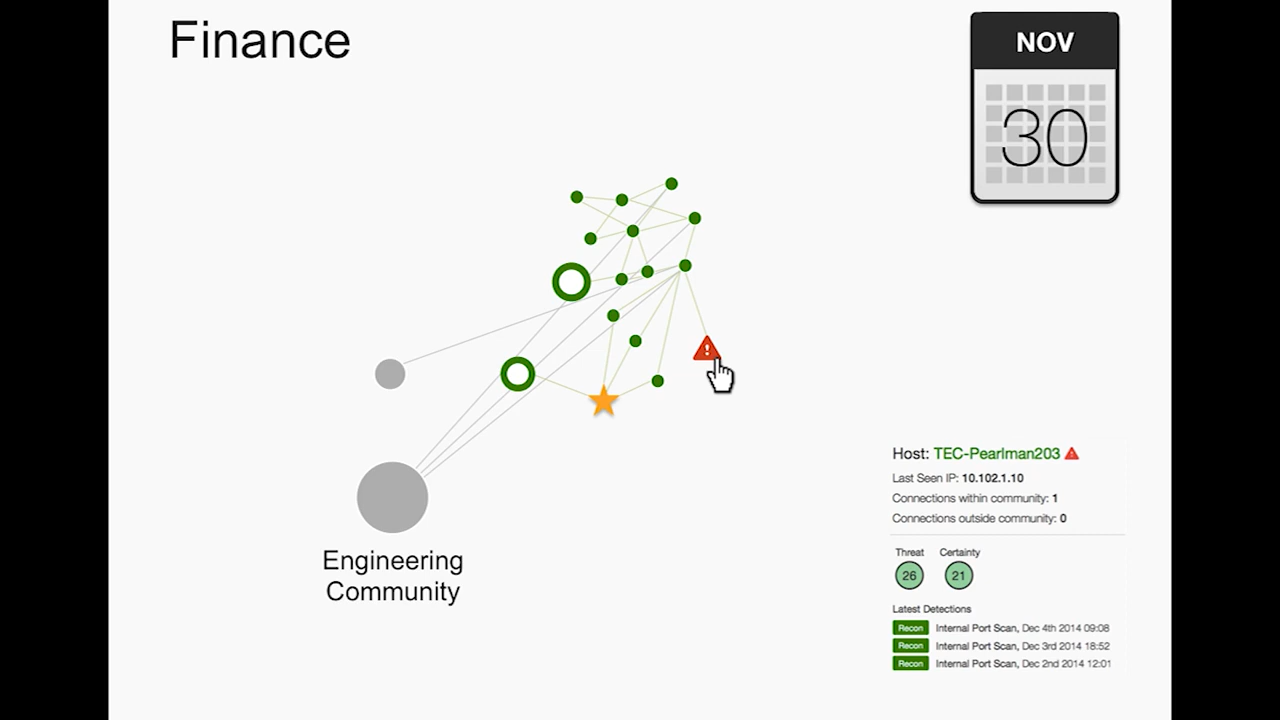 Finance
NOV
30
Engineering
Community
Host: TEC-Pearlman203
Last Seen IP: 10.102.1.10
Connections within community: 1
Connections outside community: 0
Threat Certainty
26 21
Latest Detections
Recon Internal Port Scan, Dec 4th 2014 09:08
Recon Internal Port Scan, Dec 3rd 2014 18:52
Recon Internal Port Scan, Dec 2nd 2014 12:01